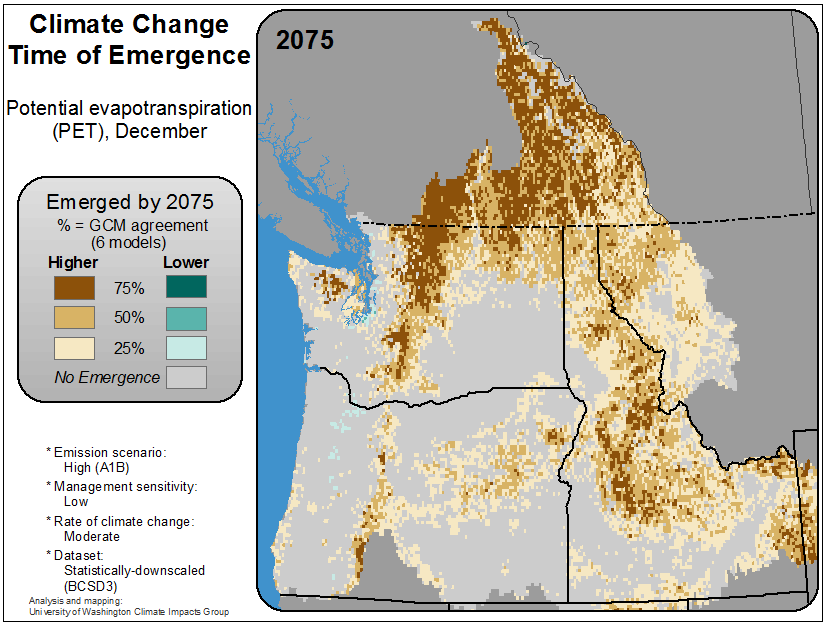 Climate Change
Time of Emergence
Potential evapotranspiration
(PET), December
Emerged by 2075
% = GCM agreement
(6 models)
Higher Lower
75%
50%
25%
No Emergence
* Emission scenario:
High (A1B)
* Management sensitivity:
Low
* Rate of climate change:
Moderate
* Dataset:
Statistically-downscaled
(BCSD3)
Analysis and mapping:
University of Washington Climate Impacts Group
2075